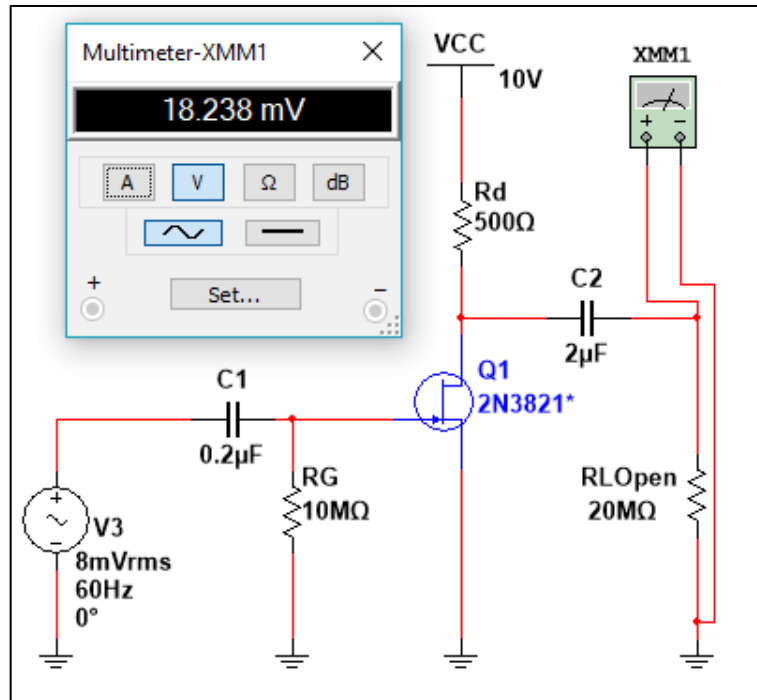 Multimeter-XMM1
18.238 mV
A V Ω dB
+ −
Set...
VCC
10V
XMM1
+ −
Rd
500Ω
C2
2µF
Q1
2N3821*
C1
0.2µF
RG
10MΩ
RLOpen
20MΩ
V3
8mVrms
60Hz
0°